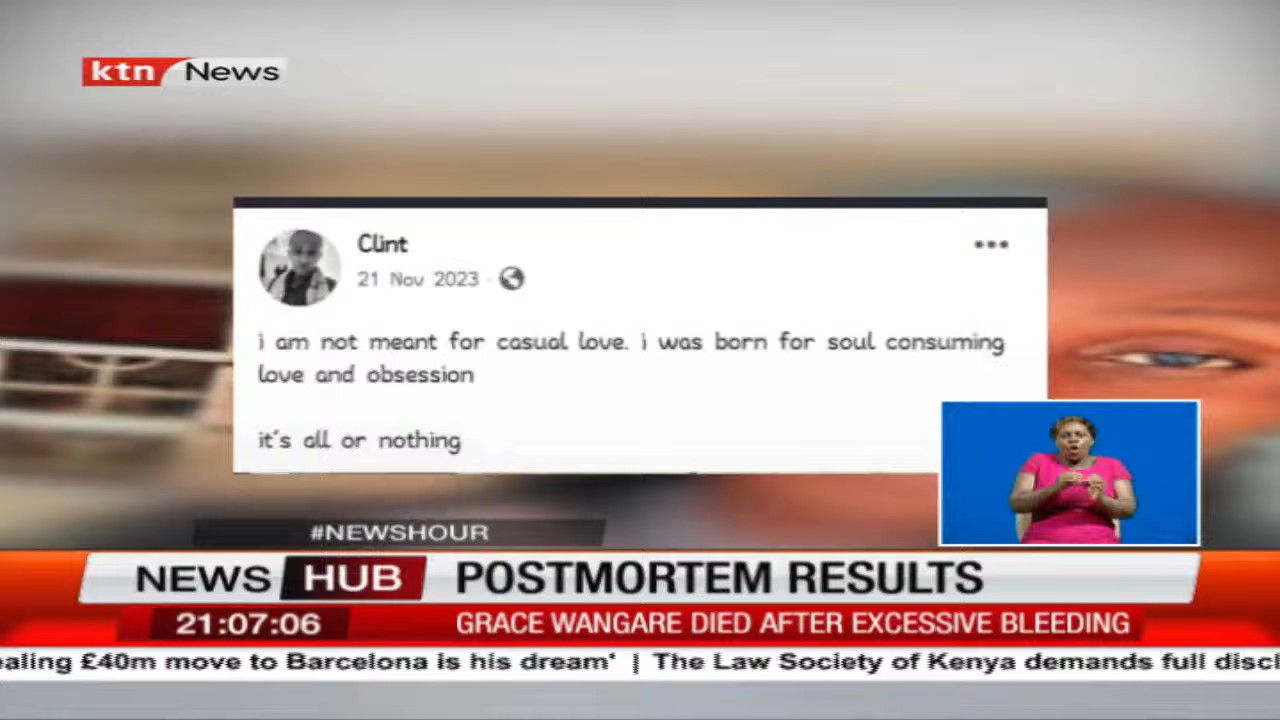 ktn News
Clint
21 Nov 2023
i am not meant for casual love. i was born for soul consuming
love and obsession
it's all or nothing
#NEWSHOUR
NEWS HUB POSTMORTEM RESULTS
21:07:06 GRACE WANGARE DIED AFTER EXCESSIVE BLEEDING
£40m move to Barcelona is his dream" | The Law Society of Kenya demands full